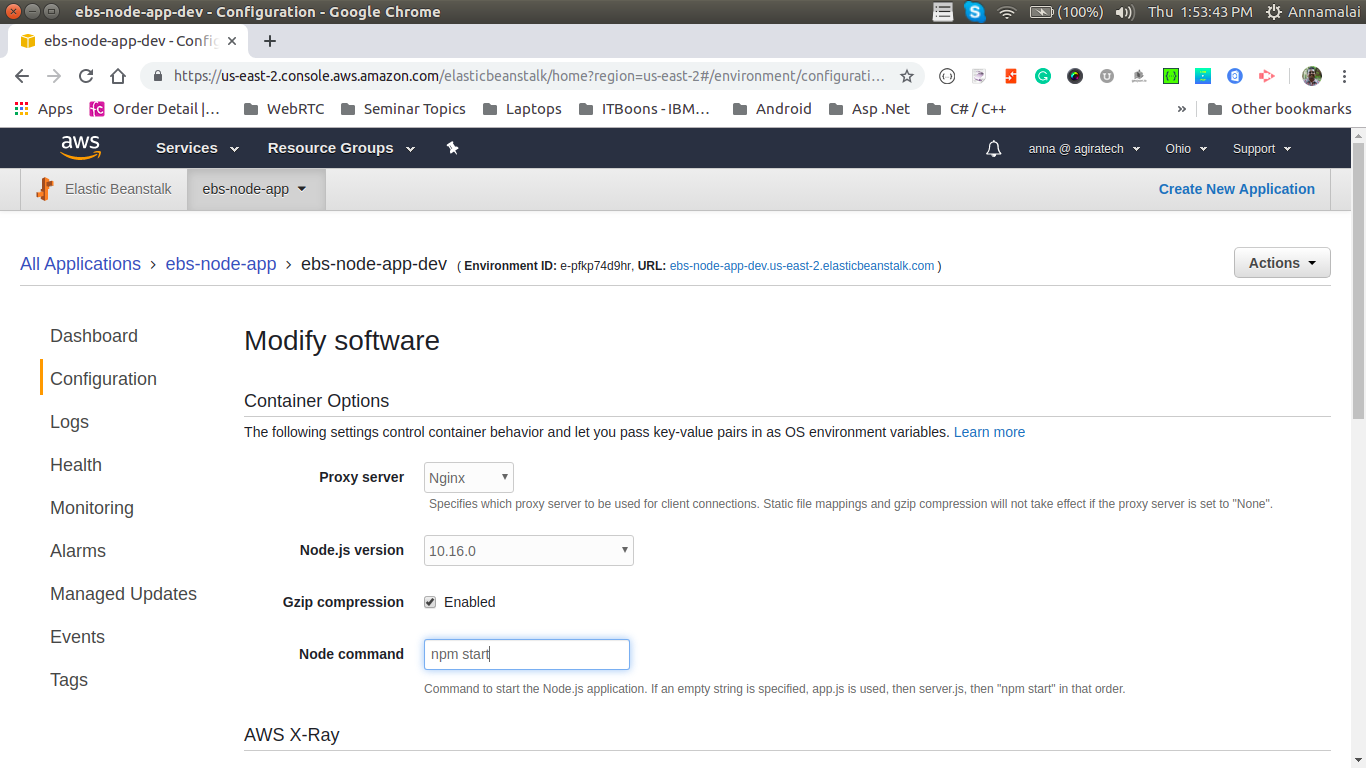 ebs-node-app-dev - Configuration - Google Chrome
(100%)
Thu 1:53:43 PM
Annamalai
ebs-node-app-dev - Config
https://us-east-2.console.aws.amazon.com/elasticbeanstalk/home?region=us-east-2#/environment/configurati…
Apps
Order Detail |…
WebRTC
Seminar Topics
Laptops
ITBoons - IBM…
Android
Asp .Net
C# / C++
»
Other bookmarks
aws
Services
Resource Groups
anna @ agiratech
Ohio
Support
Elastic Beanstalk
ebs-node-app
Create New Application
All Applications › ebs-node-app › ebs-node-app-dev ( Environment ID: e-pfkp74d9hr, URL: ebs-node-app-dev.us-east-2.elasticbeanstalk.com )
Actions
Dashboard
Configuration
Logs
Health
Monitoring
Alarms
Managed Updates
Events
Tags
Modify software
Container Options
The following settings control container behavior and let you pass key-value pairs in as OS environment variables. Learn more
Proxy server
Nginx
Specifies which proxy server to be used for client connections. Static file mappings and gzip compression will not take effect if the proxy server is set to "None".
Node.js version
10.16.0
Gzip compression
Enabled
Node command
npm start
Command to start the Node.js application. If an empty string is specified, app.js is used, then server.js, then "npm start" in that order.
AWS X-Ray